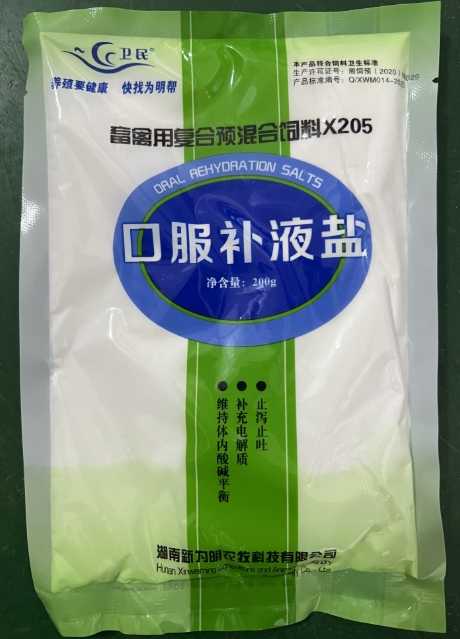 卫民®
养殖要健康 快找为明帮
本产品符合饲料卫生标准
生产许可证号：湘饲预（2020）
产品标准编号：Q/XWM014-2020
畜禽用复合预混合饲料X205
ORAL REHYDRATION SALTS
口服补液盐
净含量：200g
●止泻止吐
●补充电解质
●维持体内酸碱平衡
湖南新为明农牧科技有限公司
Hunan Xinweiming Co., Ltd.